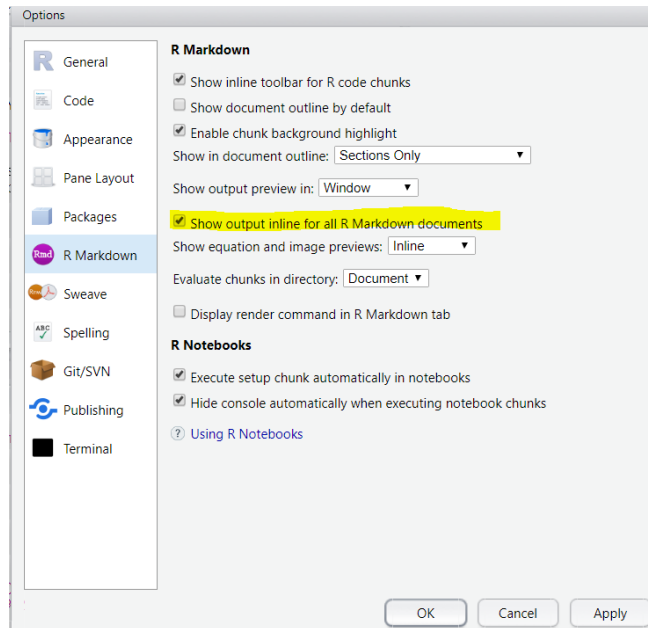 Options
General
Code
Appearance
Pane Layout
Packages
Rmd R Markdown
Sweave
ABC Spelling
Git/SVN
Publishing
Terminal
R Markdown
Show inline toolbar for R code chunks
Show document outline by default
Enable chunk background highlight
Show in document outline: Sections Only
Show output preview in: Window
Show output inline for all R Markdown documents
Show equation and image previews: Inline
Evaluate chunks in directory: Document
Display render command in R Markdown tab
R Notebooks
Execute setup chunk automatically in notebooks
Hide console automatically when executing notebook chunks
? Using R Notebooks
OK Cancel Apply